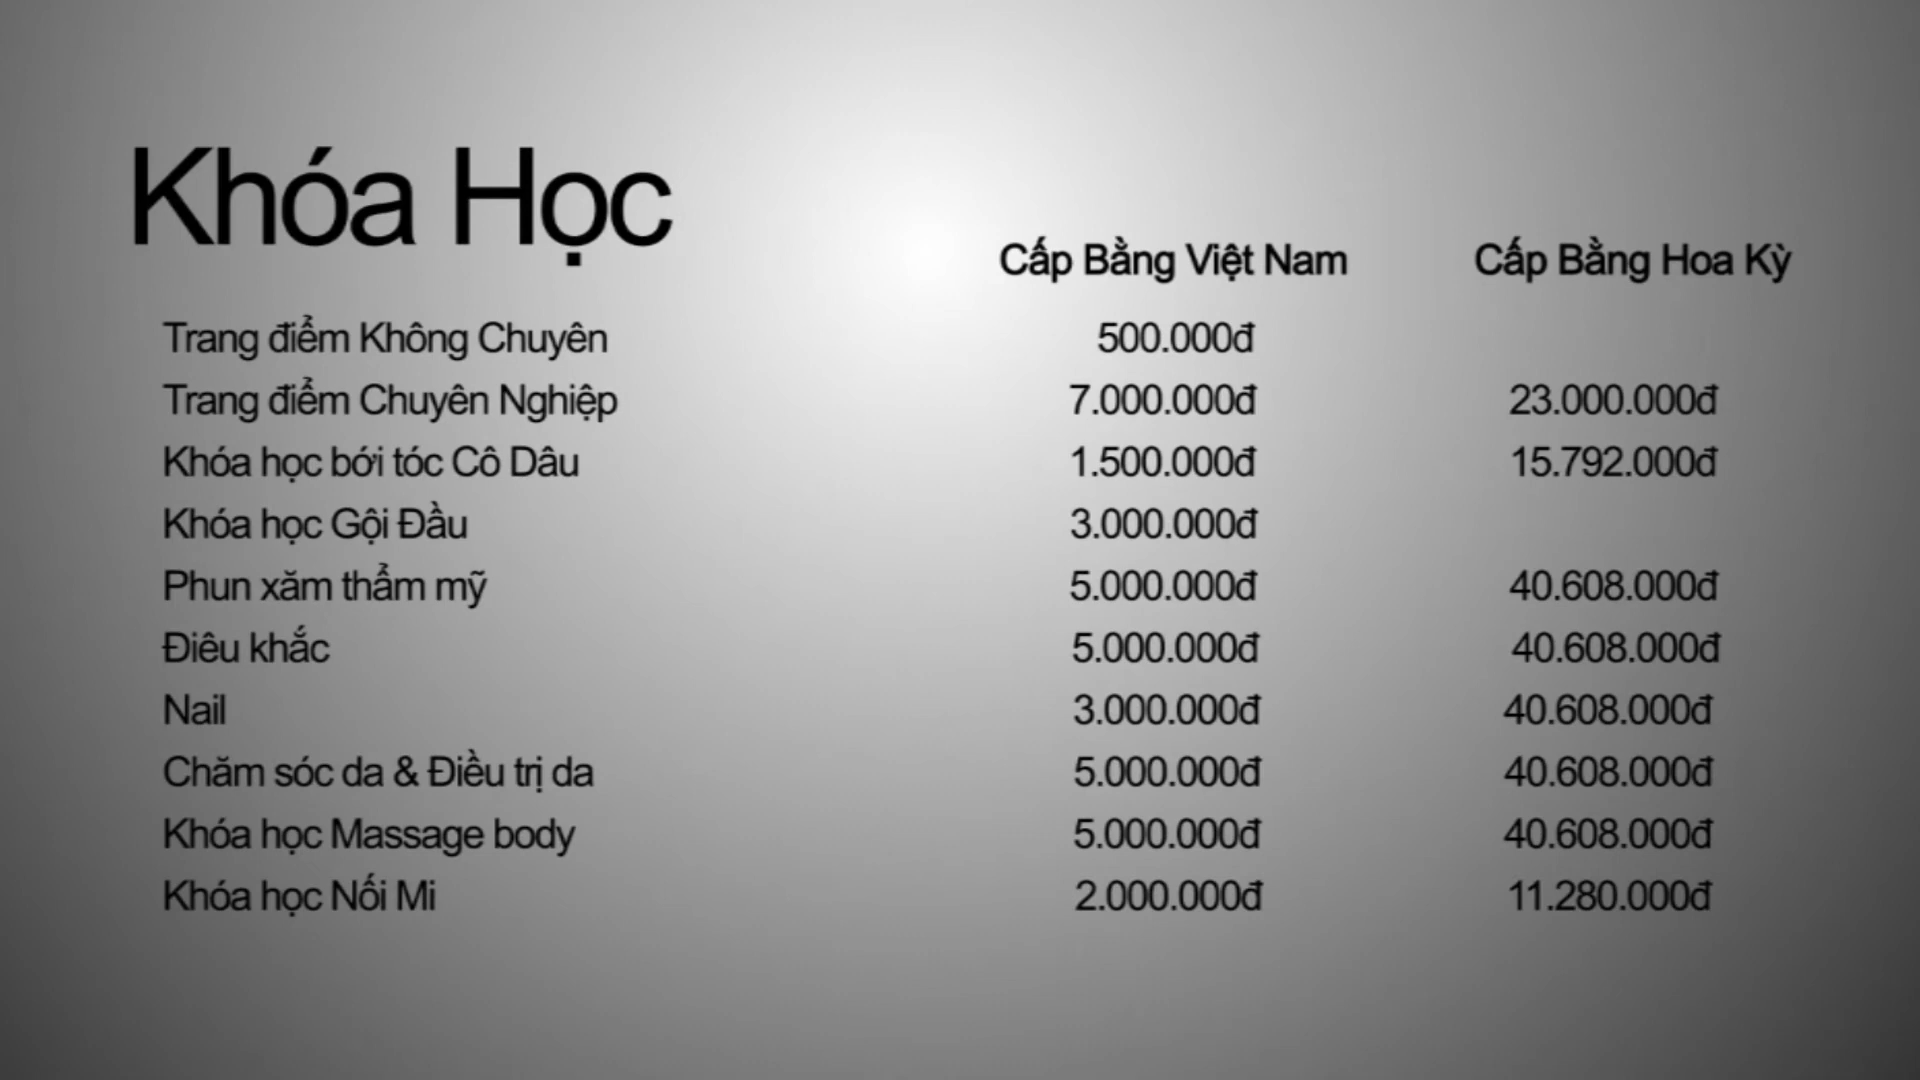 Khóa Học
Cấp Bằng Việt Nam Cấp Bằng Hoa Kỳ
Trang điểm Không Chuyên 500.000đ
Trang điểm Chuyên Nghiệp 7.000.000đ 23.000.000đ
Khóa học bới tóc Cô Dâu 1.500.000đ 15.792.000đ
Khóa học Gội Đầu 3.000.000đ
Phun xăm thẩm mỹ 5.000.000đ 40.608.000đ
Điêu khắc 5.000.000đ 40.608.000đ
Nail 3.000.000đ 40.608.000đ
Chăm sóc da & Điều trị da 5.000.000đ 40.608.000đ
Khóa học Massage body 5.000.000đ 40.608.000đ
Khóa học Nối Mi 2.000.000đ 11.280.000đ